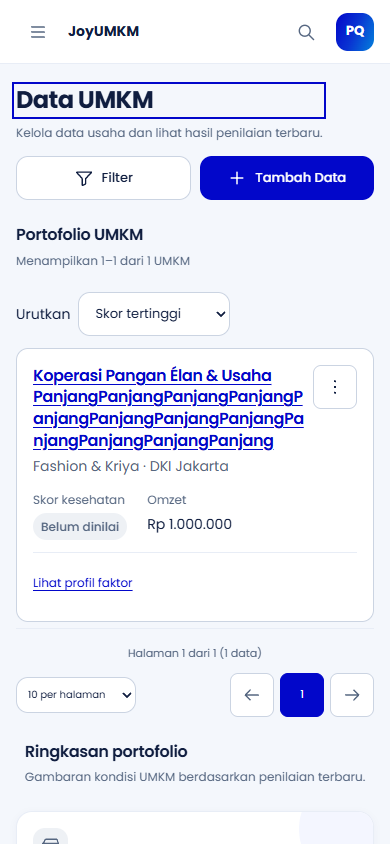 JoyUMKM
PQ
Data UMKM
Kelola data usaha dan lihat hasil penilaian terbaru.
Filter
Tambah Data
Portofolio UMKM
Menampilkan 1–1 dari 1 UMKM
Urutkan
Skor tertinggi
Koperasi Pangan Élan & Usaha
PanjangPanjangPanjangPanjangP
anjangPanjangPanjangPanjangPa
njangPanjangPanjangPanjang
Fashion & Kriya · DKI Jakarta
Skor kesehatan
Omzet
Belum dinilai
Rp 1.000.000
Lihat profil faktor
Halaman 1 dari 1 (1 data)
10 per halaman
1
Ringkasan portofolio
Gambaran kondisi UMKM berdasarkan penilaian terbaru.